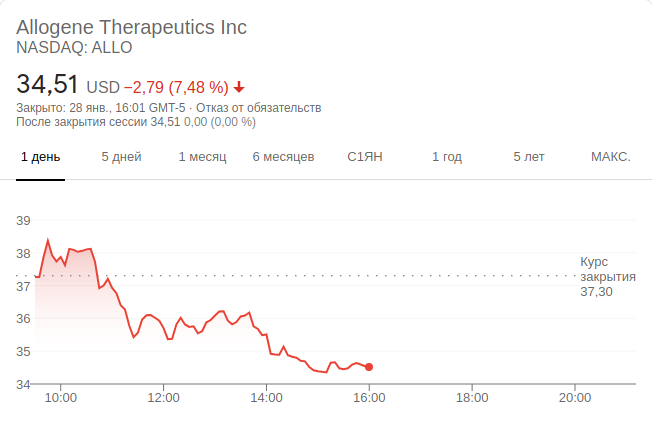 Allogene Therapeutics Inc
NASDAQ: ALLO
34,51 USD −2,79 (7,48 %)
Закрыто: 28 янв., 16:01 GMT-5 · Отказ от обязательств
После закрытия сессии 34,51 0,00 (0,00 %)
1 день 5 дней 1 месяц 6 месяцев С1ЯН 1 год 5 лет МАКС.
39
38
37
36
35
34
Курс
закрытия
37,30
10:00 12:00 14:00 16:00 18:00 20:00